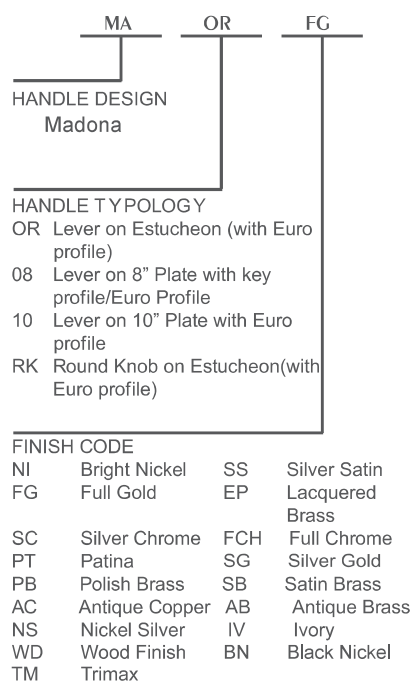 MA OR FG
HANDLE DESIGN
Madona
HANDLE TYPOLOGY
OR Lever on Estucheon (with Euro
profile)
08 Lever on 8” Plate with key
profile/Euro Profile
10 Lever on 10” Plate with Euro
profile
RK Round Knob on Estucheon(with
Euro profile)
FINISH CODE
NI Bright Nickel SS Silver Satin
FG Full Gold EP Lacquered
Brass
SC Silver Chrome FCH Full Chrome
PT Patina SG Silver Gold
PB Polish Brass SB Satin Brass
AC Antique Copper AB Antique Brass
NS Nickel Silver IV Ivory
WD Wood Finish BN Black Nickel
TM Trimax